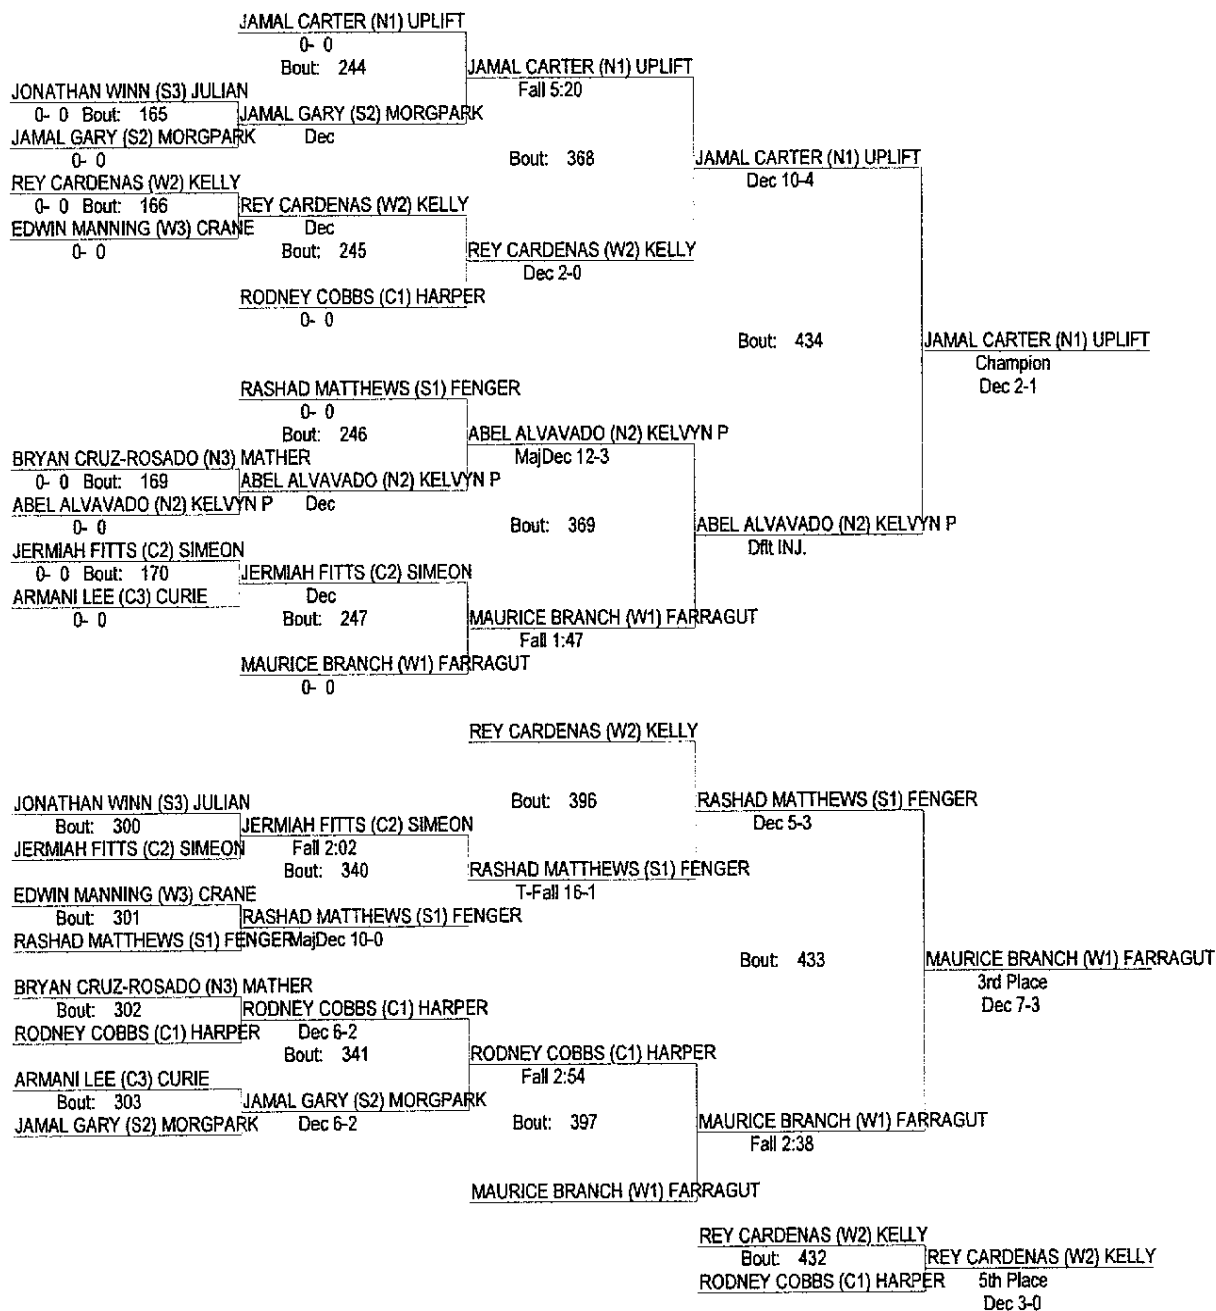 JAMAL CARTER (N1) UPLIFT
0- 0
Bout: 244
JAMAL CARTER (N1) UPLIFT
Fall 5:20
JONATHAN WINN (S3) JULIAN
0- 0 Bout: 165
JAMAL GARY (S2) MORGPARK
Dec
JAMAL GARY (S2) MORGPARK
0- 0
Bout: 368
JAMAL CARTER (N1) UPLIFT
Dec 10-4
REY CARDENAS (W2) KELLY
0- 0 Bout: 166
REY CARDENAS (W2) KELLY
Dec
EDWIN MANNING (W3) CRANE
0- 0
Bout: 245
REY CARDENAS (W2) KELLY
Dec 2-0
RODNEY COBBS (C1) HARPER
0- 0
Bout: 434
JAMAL CARTER (N1) UPLIFT
Champion
Dec 2-1
RASHAD MATTHEWS (S1) FENGER
0- 0
Bout: 246
ABEL ALVAVADO (N2) KELVYN P
MajDec 12-3
BRYAN CRUZ-ROSADO (N3) MATHER
0- 0 Bout: 169
ABEL ALVAVADO (N2) KELVYN P
Dec
ABEL ALVAVADO (N2) KELVYN P
0- 0
Bout: 369
ABEL ALVAVADO (N2) KELVYN P
Dflt INJ.
JERMIAH FITTS (C2) SIMEON
0- 0 Bout: 170
JERMIAH FITTS (C2) SIMEON
Dec
ARMANI LEE (C3) CURIE
0- 0
Bout: 247
MAURICE BRANCH (W1) FARRAGUT
Fall 1:47
MAURICE BRANCH (W1) FARRAGUT
0- 0
REY CARDENAS (W2) KELLY
Bout: 396
RASHAD MATTHEWS (S1) FENGER
Dec 5-3
JONATHAN WINN (S3) JULIAN
Bout: 300
JERMIAH FITTS (C2) SIMEON
Fall 2:02
JERMIAH FITTS (C2) SIMEON
Bout: 340
RASHAD MATTHEWS (S1) FENGER
T-Fall 16-1
EDWIN MANNING (W3) CRANE
Bout: 301
RASHAD MATTHEWS (S1) FENGER
RASHAD MATTHEWS (S1) FENGER MajDec 10-0
Bout: 433
MAURICE BRANCH (W1) FARRAGUT
3rd Place
Dec 7-3
BRYAN CRUZ-ROSADO (N3) MATHER
Bout: 302
RODNEY COBBS (C1) HARPER
RODNEY COBBS (C1) HARPER
Dec 6-2
Bout: 341
RODNEY COBBS (C1) HARPER
Fall 2:54
ARMANI LEE (C3) CURIE
Bout: 303
JAMAL GARY (S2) MORGPARK
JAMAL GARY (S2) MORGPARK
Dec 6-2
Bout: 397
MAURICE BRANCH (W1) FARRAGUT
Fall 2:38
MAURICE BRANCH (W1) FARRAGUT
REY CARDENAS (W2) KELLY
Bout: 432
REY CARDENAS (W2) KELLY
RODNEY COBBS (C1) HARPER
5th Place
Dec 3-0